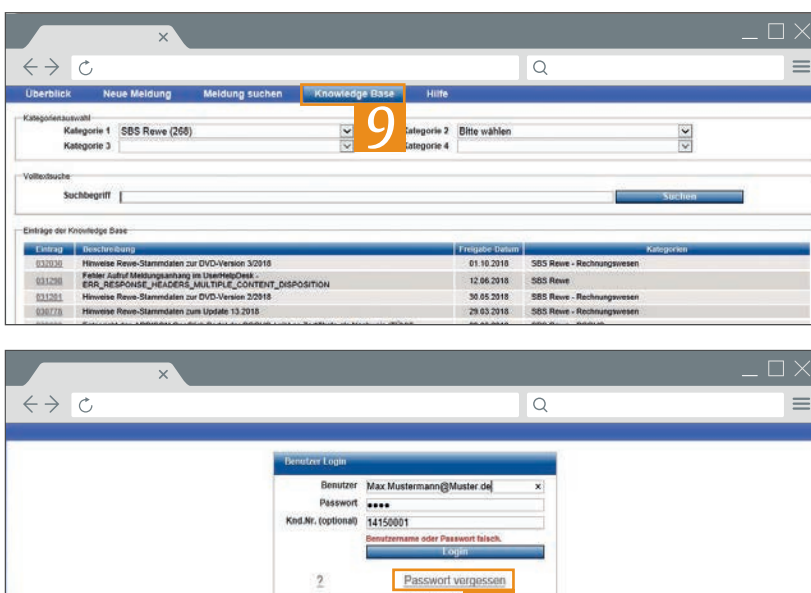 Überblick Neue Meldung Meldung suchen Knowledge Base Hilfe
9
Kategorienauswahl
Kategorie 1 SBS Rewe (268) Kategorie 2 Bitte wählen
Kategorie 3 Kategorie 4
Volltextsuche
Suchbegriff Suchen
Einträge der Knowledge Base
Eintrag Beschreibung Freigabe-Datum Kategorien
032030 Hinweise Rewe-Stammdaten zur DVD-Version 3/2018 01.10.2018 SBS Rewe - Rechnungswesen
031298 Fehler Aufruf Meldungsanhang im UserHelpDesk - ERR_RESPONSE_HEADERS_MULTIPLE_CONTENT_DISPOSITION 12.06.2018 SBS Rewe
031201 Hinweise Rewe-Stammdaten zur DVD-Version 2/2018 30.05.2018 SBS Rewe - Rechnungswesen
030778 Hinweise Rewe-Stammdaten zum Update 13.2018 29.03.2018 SBS Rewe - Rechnungswesen
Benutzer Login
Benutzer Max.Mustermann@Muster.de x
Passwort ••••
Knd.Nr. (optional) 14150001
Benutzername oder Passwort falsch.
Login
? Passwort vergessen